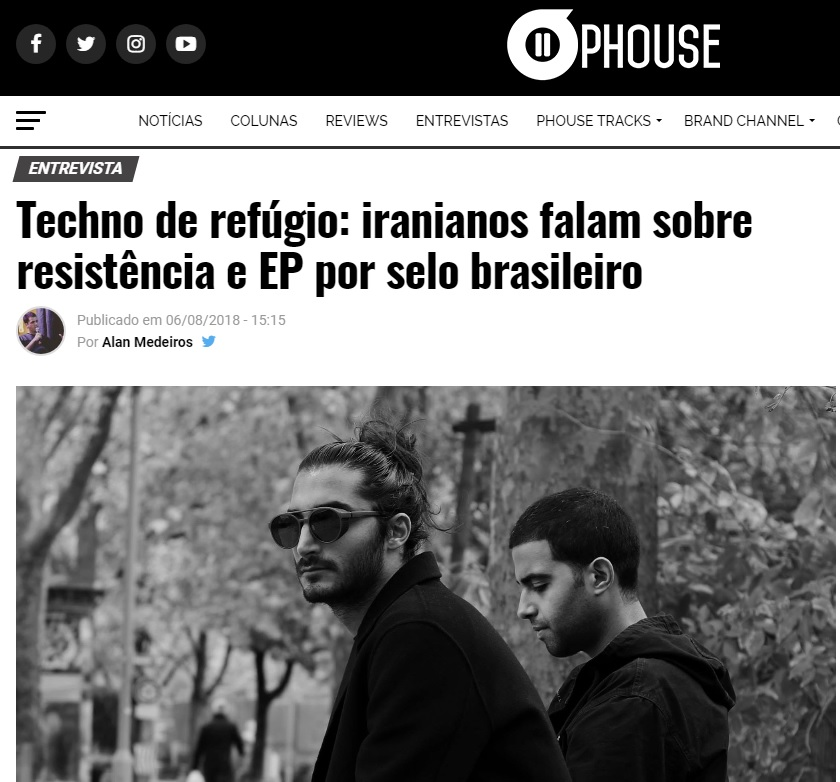 PHOUSE
NOTÍCIAS COLUNAS REVIEWS ENTREVISTAS PHOUSE TRACKS BRAND CHANNEL
ENTREVISTA
Techno de refúgio: iranianos falam sobre
resistência e EP por selo brasileiro
Publicado em 06/08/2018 - 15:15
Por Alan Medeiros